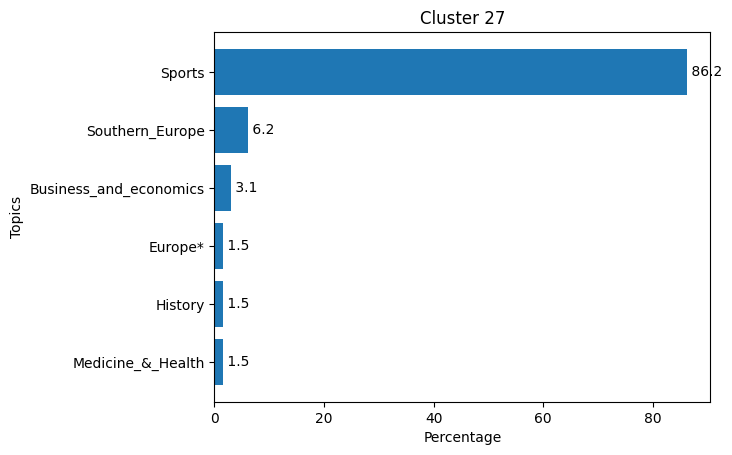 Cluster 27
Topics
Sports 86.2
Southern_Europe 6.2
Business_and_economics 3.1
Europe* 1.5
History 1.5
Medicine_&_Health 1.5
0 20 40 60 80
Percentage